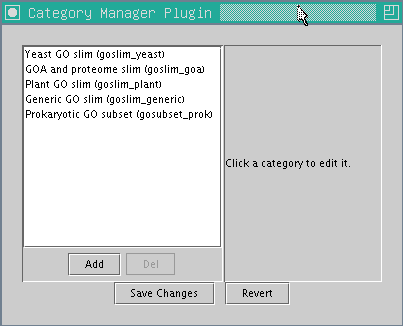 Category Manager Plugin
Yeast GO slim (goslim_yeast)
GOA and proteome slim (goslim_goa)
Plant GO slim (goslim_plant)
Generic GO slim (goslim_generic)
Prokaryotic GO subset (gosubset_prok)
Click a category to edit it.
Add Del
Save Changes Revert